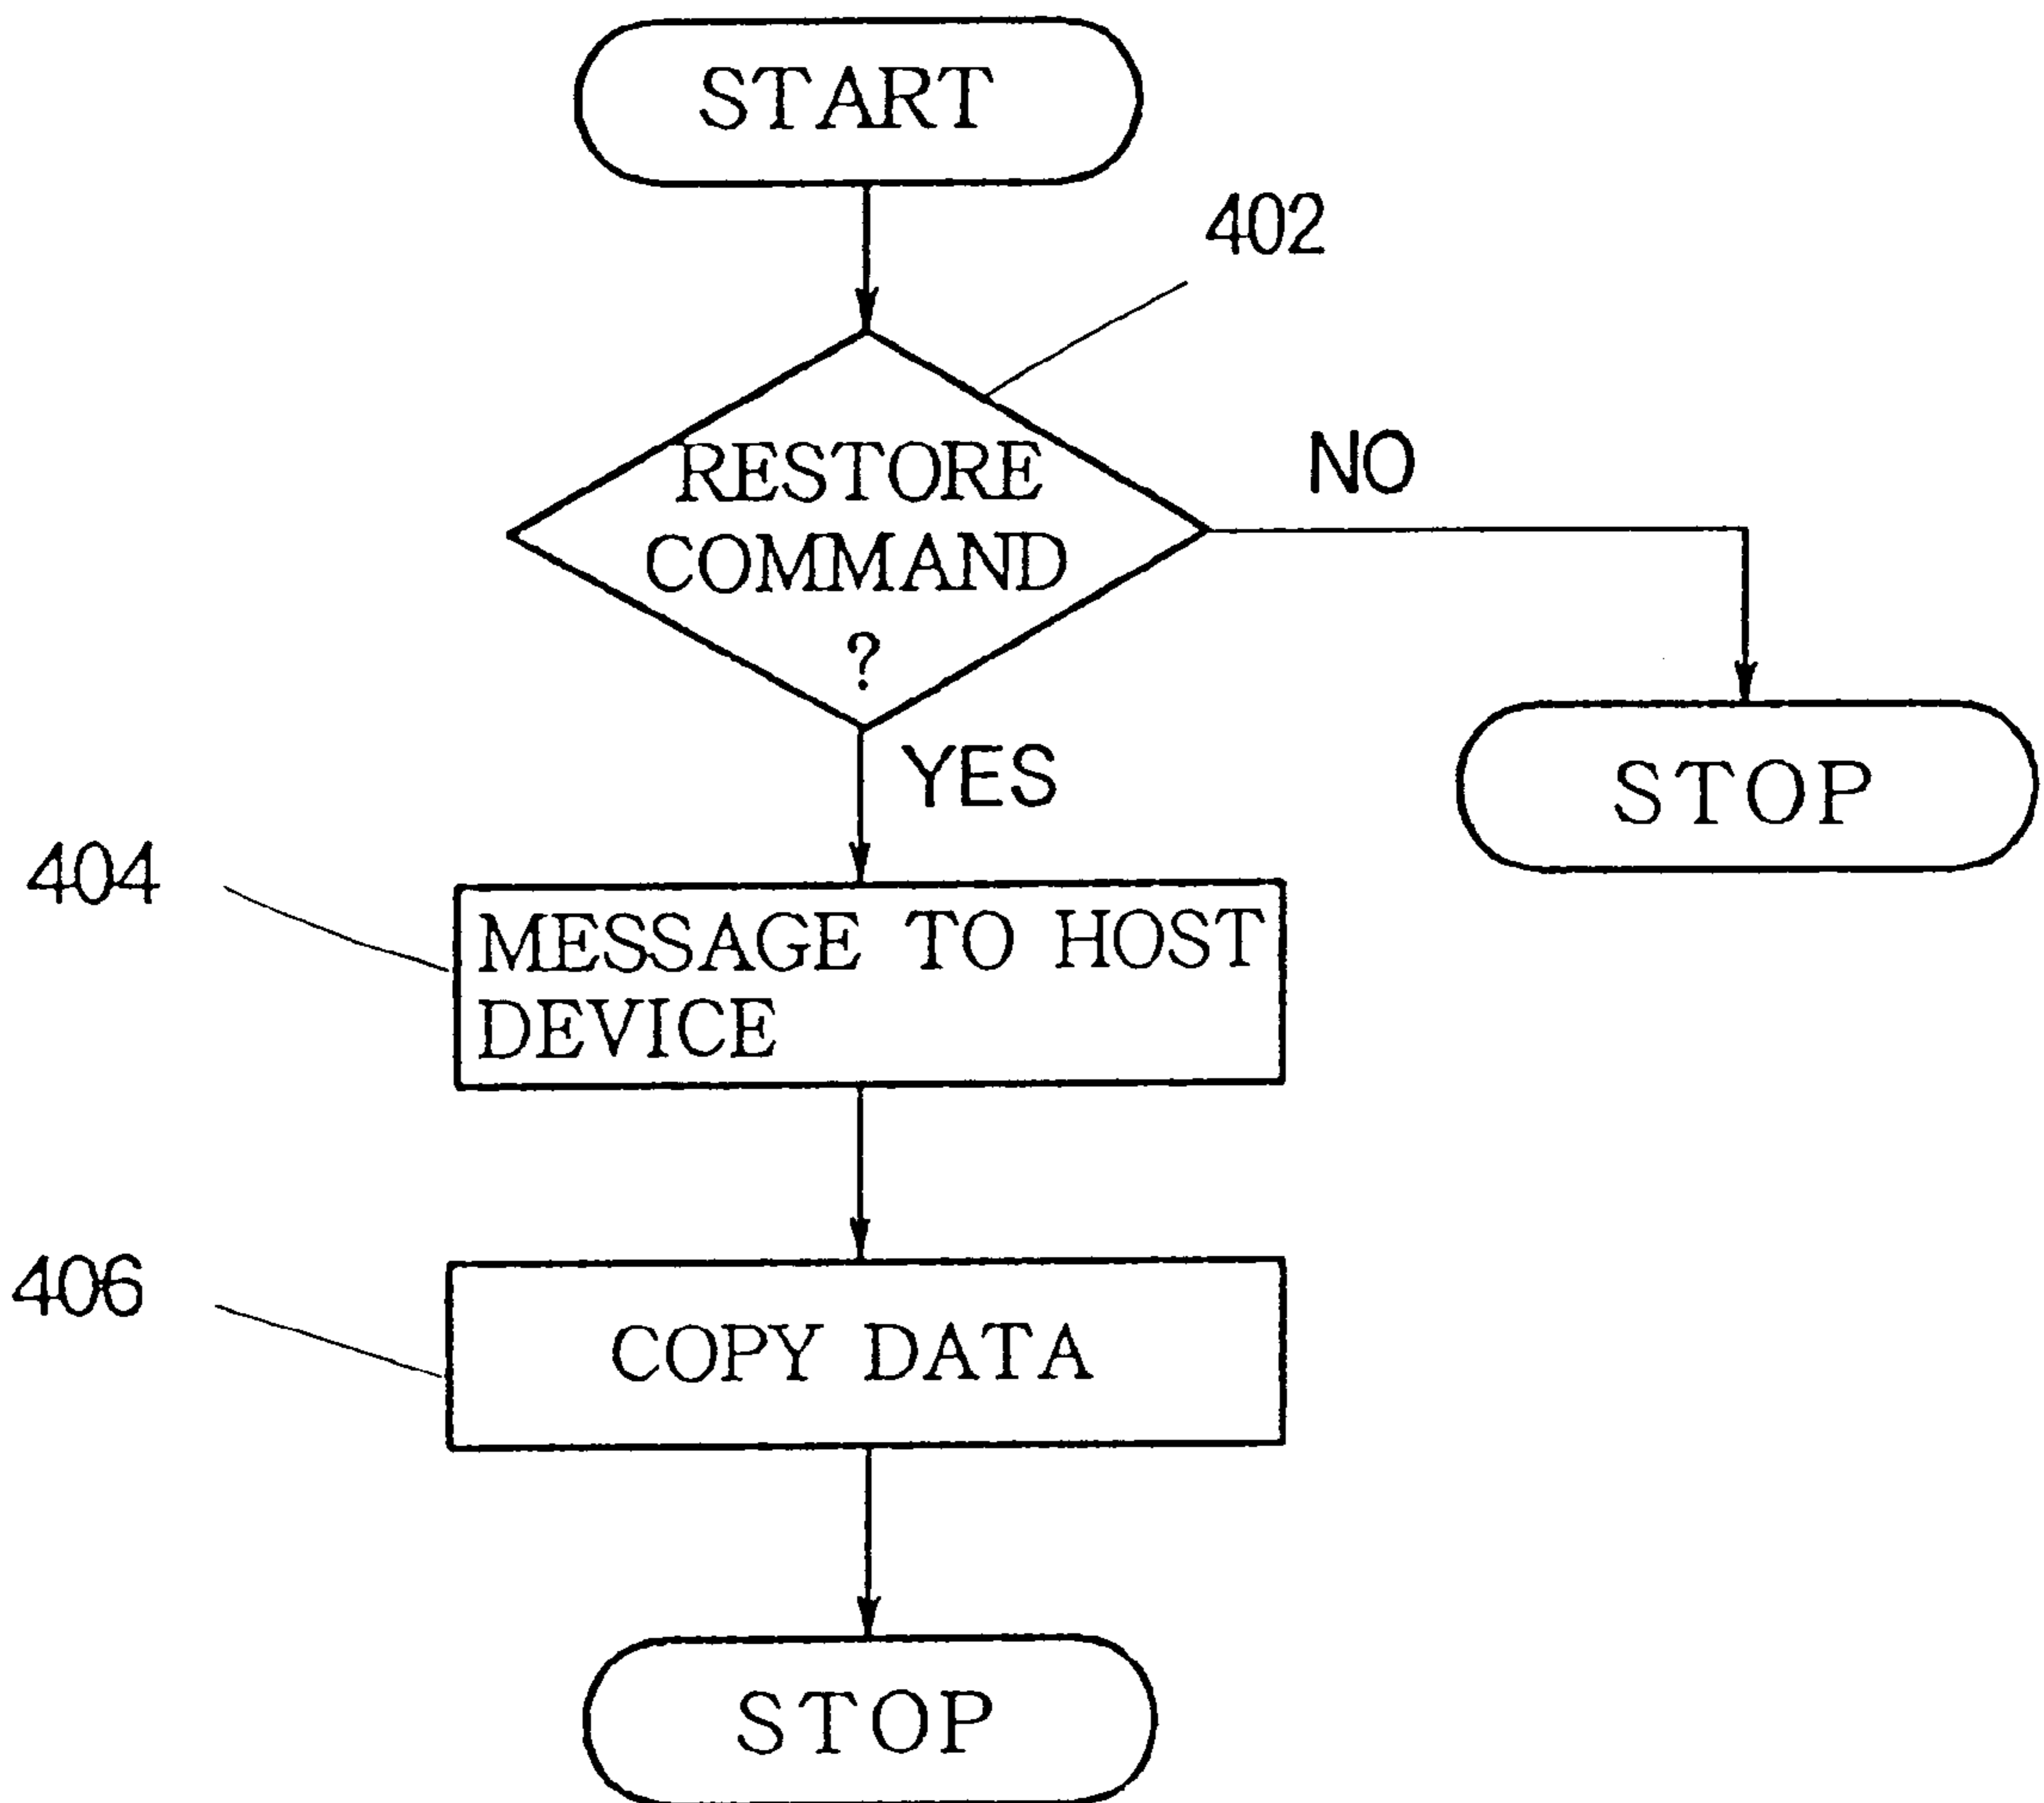 START
402
RESTORE
COMMAND
?
NO
YES
STOP
404
MESSAGE TO HOST
DEVICE
406
COPY DATA
STOP